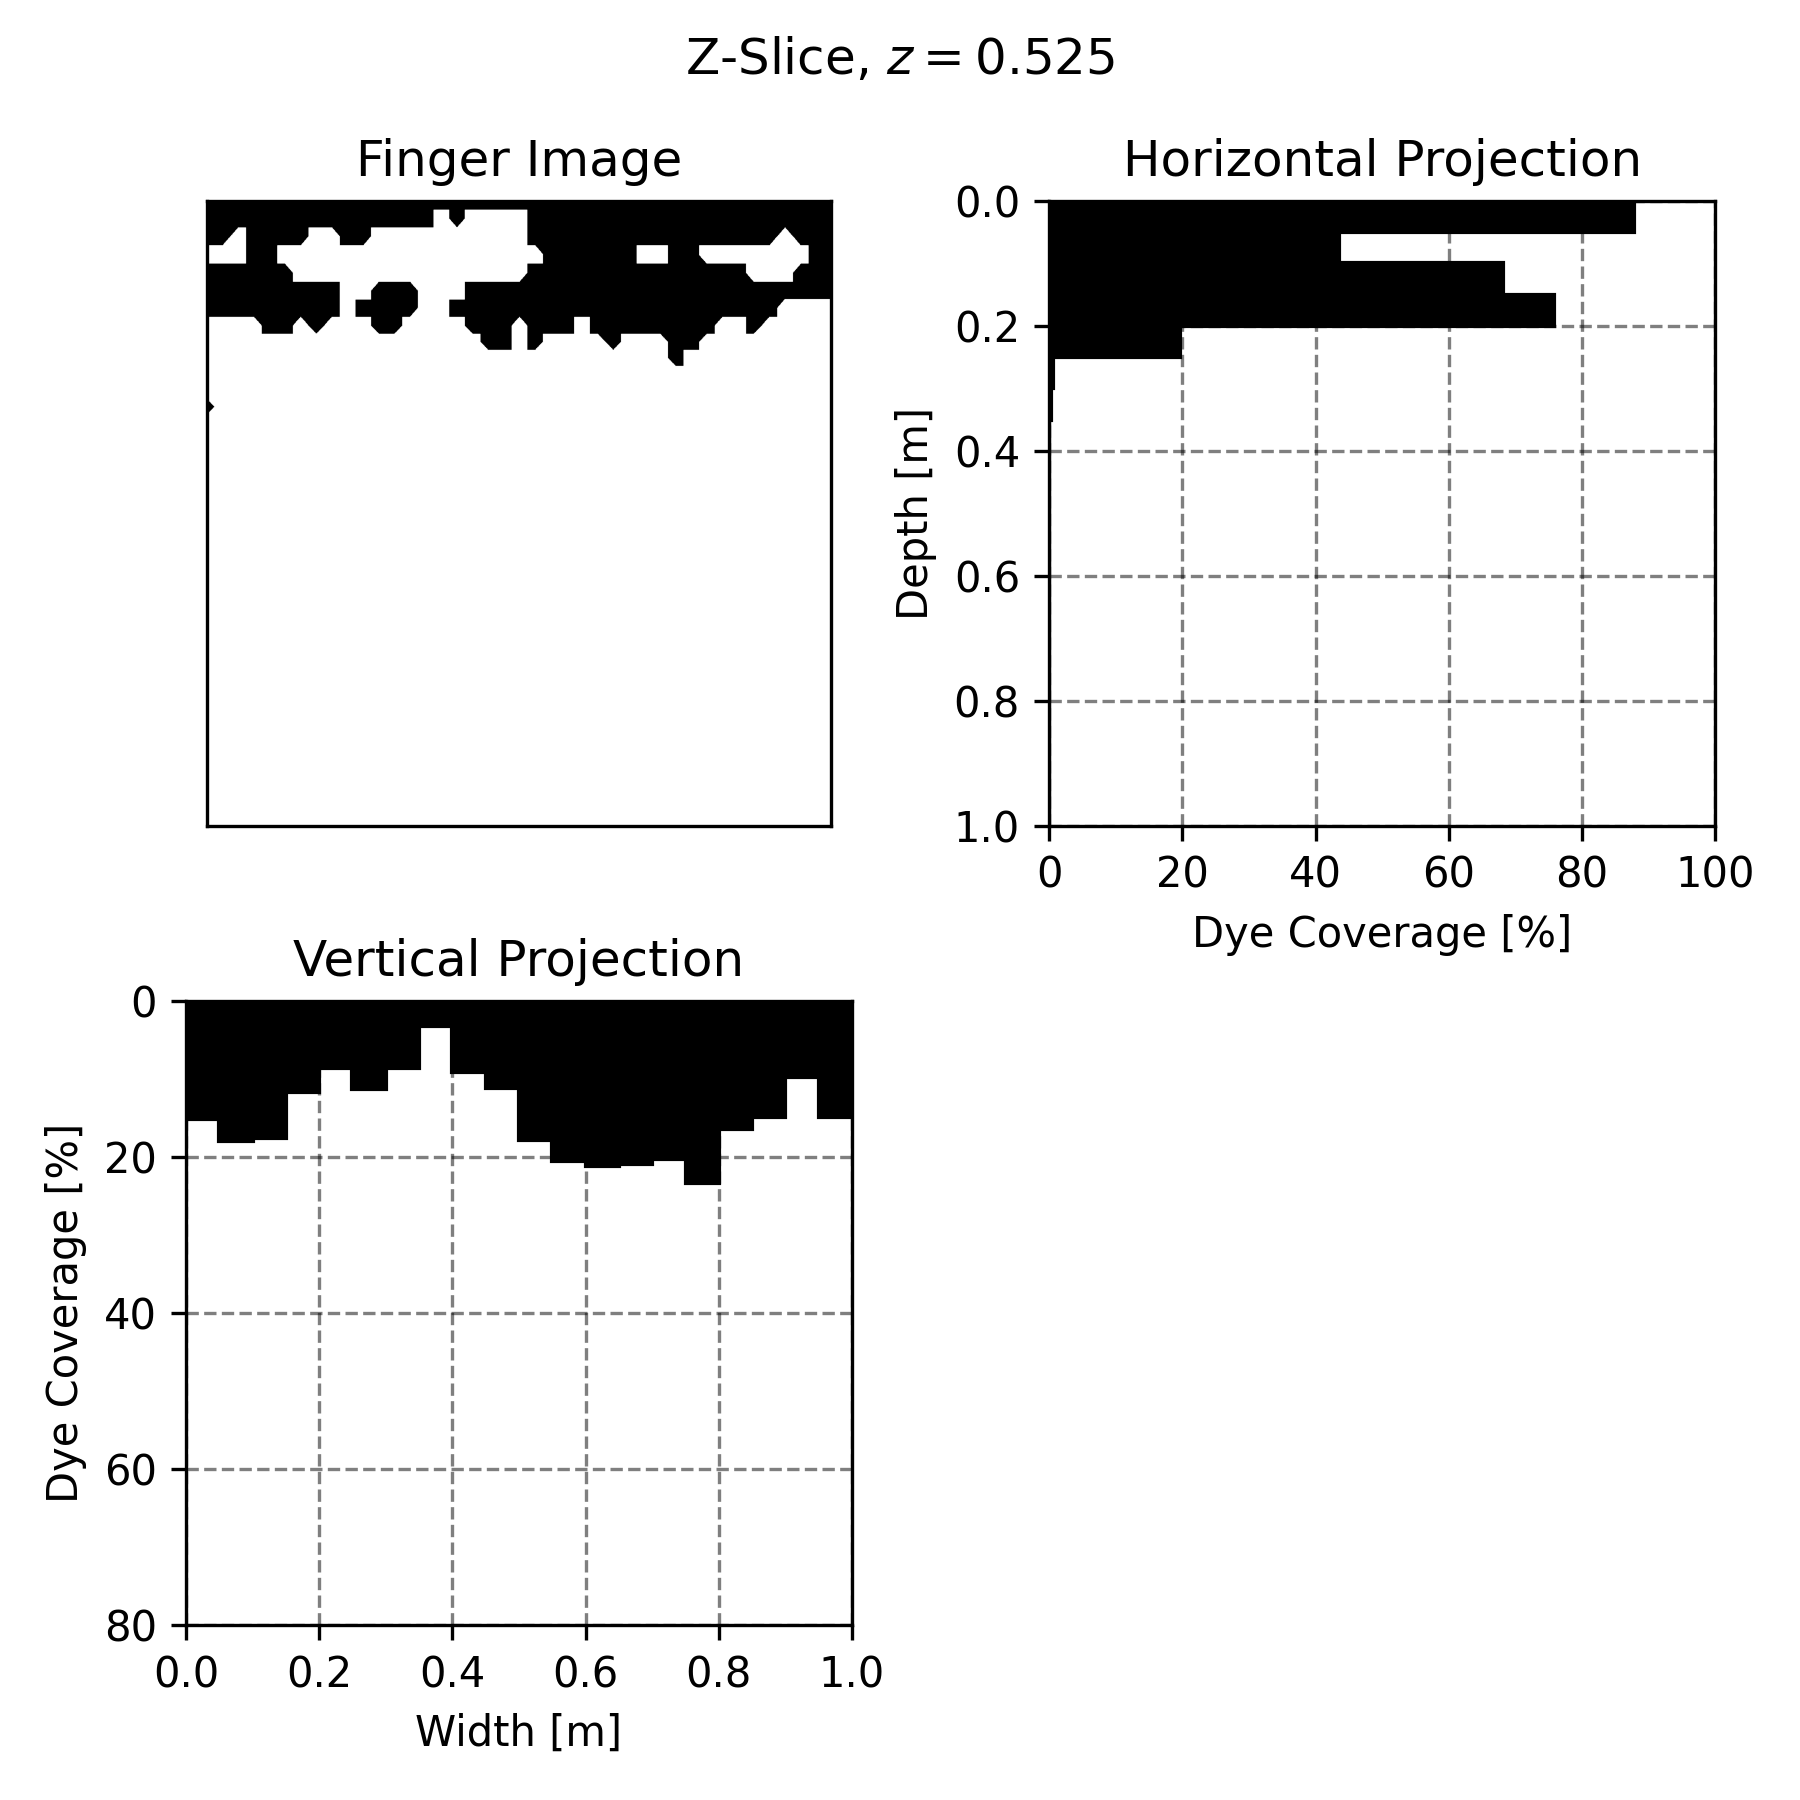 Z-Slice, z = 0.525
Finger Image
Horizontal Projection
0.0
0.2
0.4
0.6
0.8
1.0
Depth [m]
0 20 40 60 80 100
Dye Coverage [%]
Vertical Projection
0
20
40
60
80
Dye Coverage [%]
0.0 0.2 0.4 0.6 0.8 1.0
Width [m]